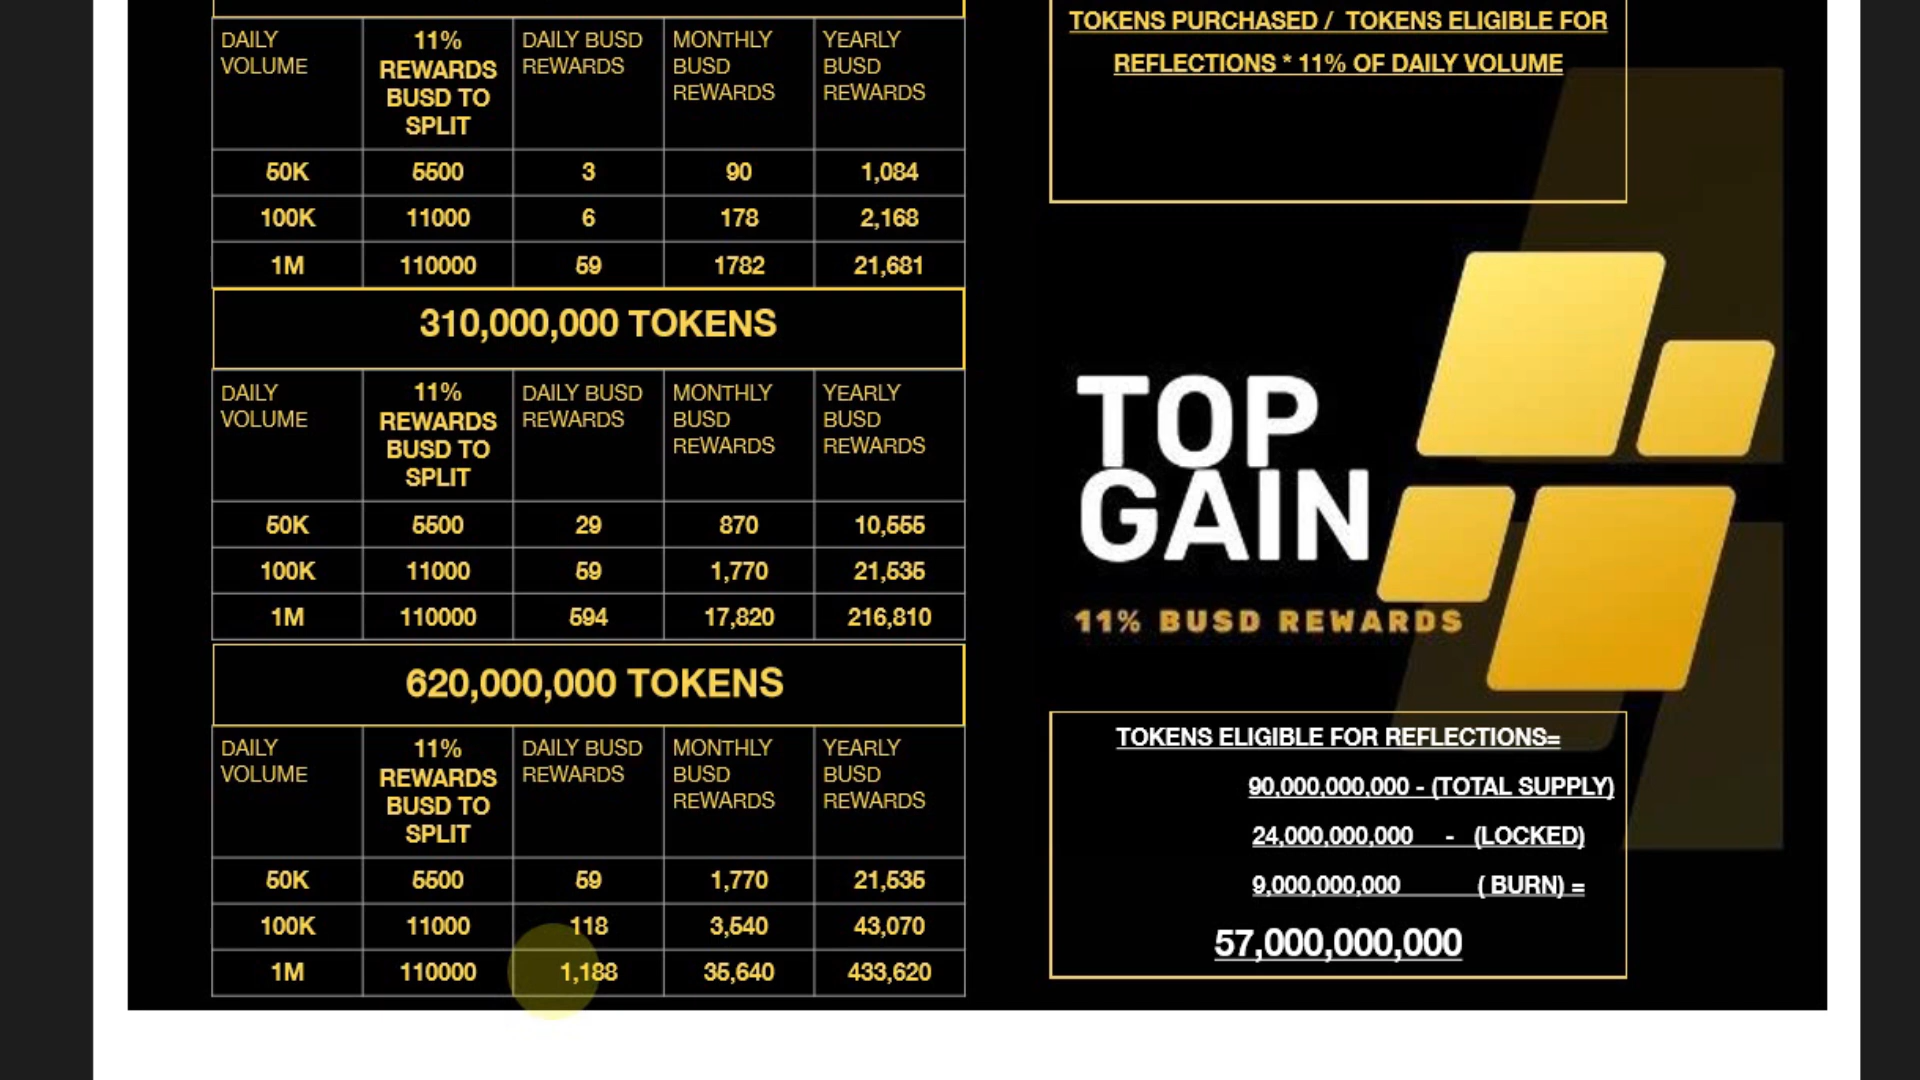 DAILY VOLUME | 11% REWARDS BUSD TO SPLIT | DAILY BUSD REWARDS | MONTHLY BUSD REWARDS | YEARLY BUSD REWARDS
50K | 5500 | 3 | 90 | 1,084
100K | 11000 | 6 | 178 | 2,168
1M | 110000 | 59 | 1782 | 21,681
310,000,000 TOKENS
DAILY VOLUME | 11% REWARDS BUSD TO SPLIT | DAILY BUSD REWARDS | MONTHLY BUSD REWARDS | YEARLY BUSD REWARDS
50K | 5500 | 29 | 870 | 10,555
100K | 11000 | 59 | 1,770 | 21,535
1M | 110000 | 594 | 17,820 | 216,810
620,000,000 TOKENS
DAILY VOLUME | 11% REWARDS BUSD TO SPLIT | DAILY BUSD REWARDS | MONTHLY BUSD REWARDS | YEARLY BUSD REWARDS
50K | 5500 | 59 | 1,770 | 21,535
100K | 11000 | 118 | 3,540 | 43,070
1M | 110000 | 1,188 | 35,640 | 433,620
TOKENS PURCHASED / TOKENS ELIGIBLE FOR
REFLECTIONS * 11% OF DAILY VOLUME
TOP
GAIN
11% BUSD REWARDS
TOKENS ELIGIBLE FOR REFLECTIONS=
90,000,000,000 - (TOTAL SUPPLY)
24,000,000,000 - (LOCKED)
9,000,000,000 ( BURN) =
57,000,000,000